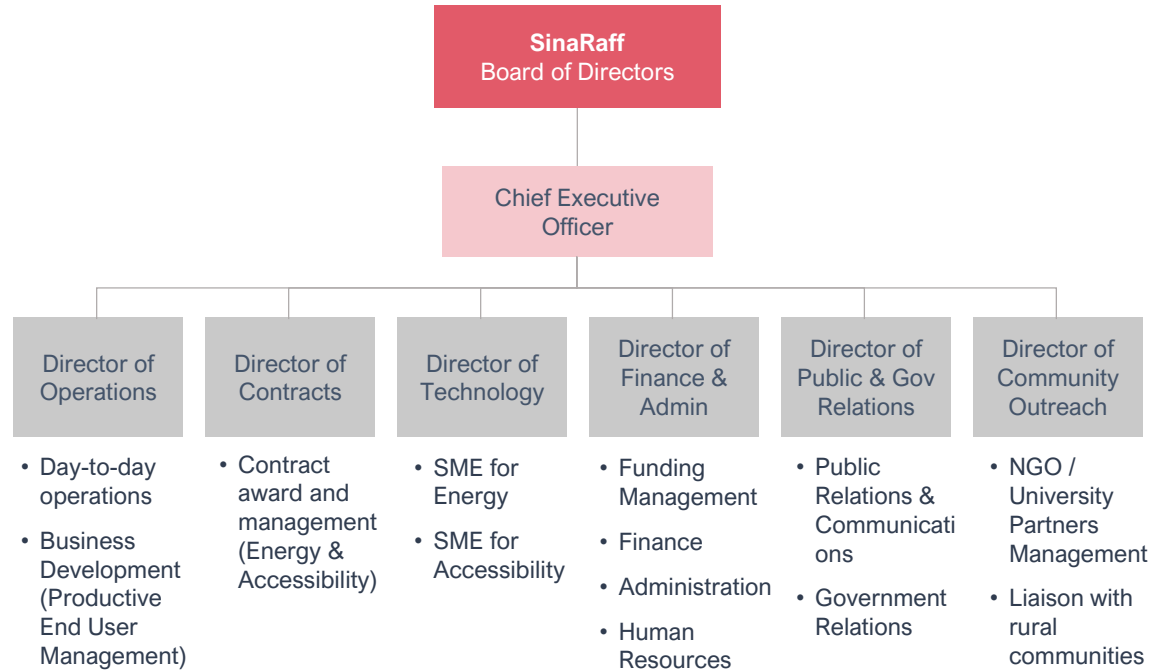 SinaRaff
Board of Directors
Chief Executive
Officer
Director of
Operations
Director of
Contracts
Director of
Technology
Director of
Finance &
Admin
Director of
Public & Gov
Relations
Director of
Community
Outreach
• Day-to-day
operations
• Business
Development
(Productive
End User
Management)
• Contract
award and
management
(Energy &
Accessibility)
• SME for
Energy
• SME for
Accessibility
• Funding
Management
• Finance
• Administration
• Human
Resources
• Public
Relations &
Communicati
ons
• Government
Relations
• NGO /
University
Partners
Management
• Liaison with
rural
communities